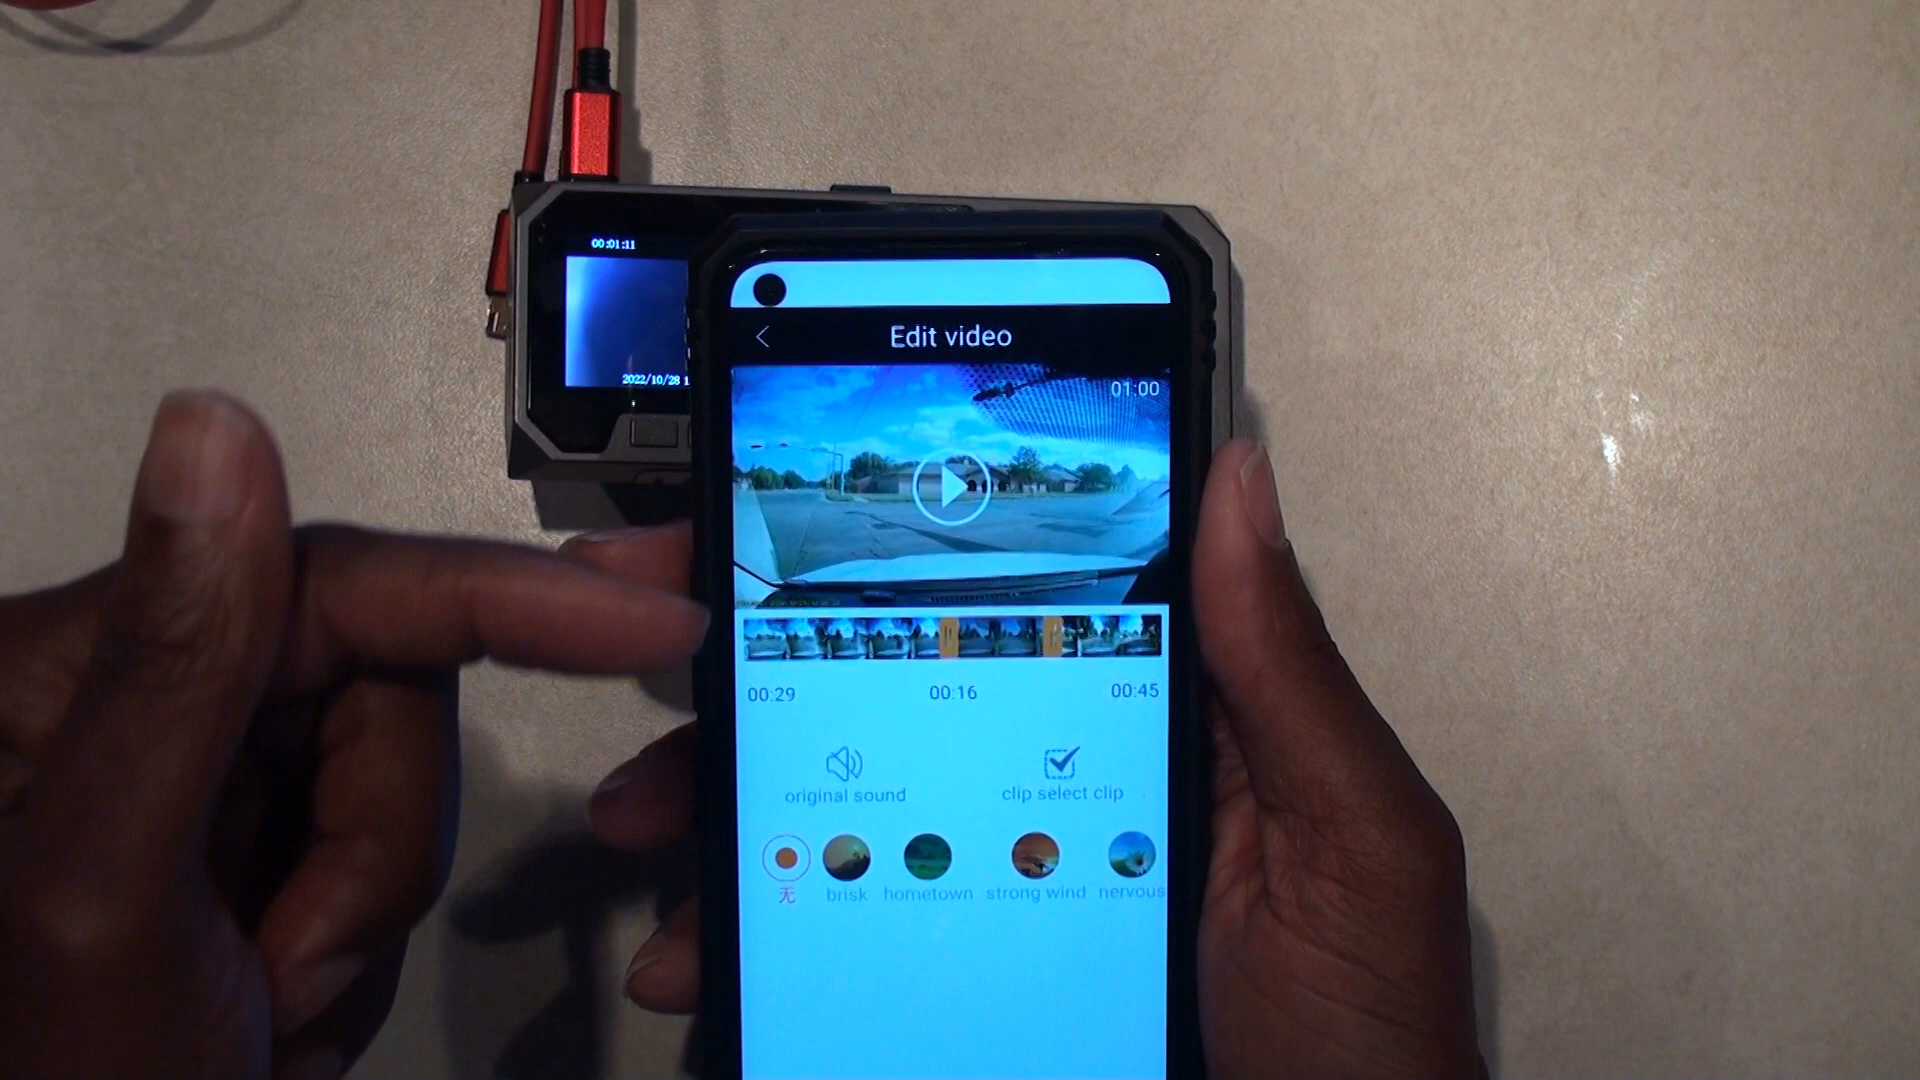 00:01:11
2022/10/28 1
Edit video
01:00
00:29 00:16 00:45
original sound clip select clip
无 brisk hometown strong wind nervous